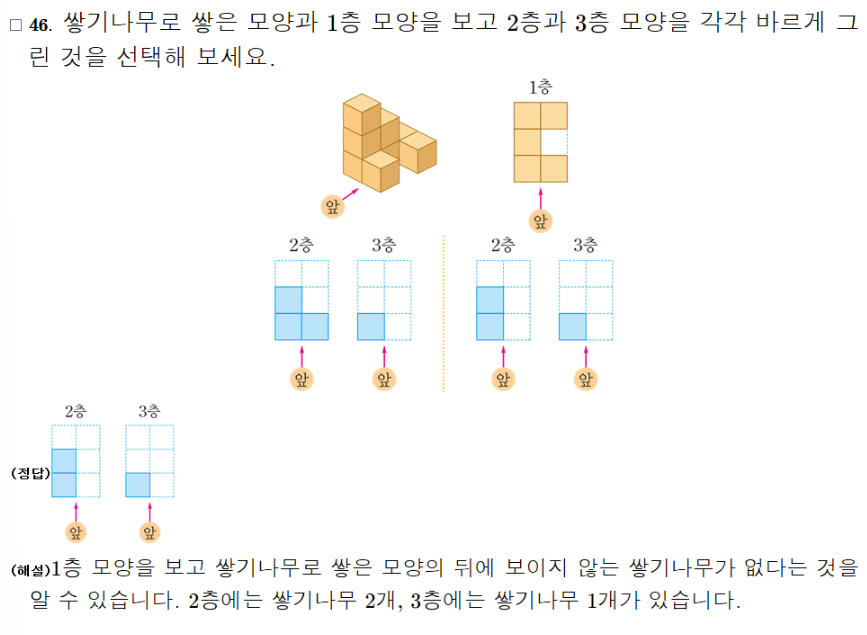 □ 46. 쌓기나무로 쌓은 모양과 1층 모양을 보고 2층과 3층 모양을 각각 바르게 그
린 것을 선택해 보세요.
1층
앞
앞
2층 3층 2층 3층
앞 앞 앞 앞
2층 3층
(정답)
앞 앞
(해설)1층 모양을 보고 쌓기나무로 쌓은 모양의 뒤에 보이지 않는 쌓기나무가 없다는 것을
알 수 있습니다. 2층에는 쌓기나무 2개, 3층에는 쌓기나무 1개가 있습니다.